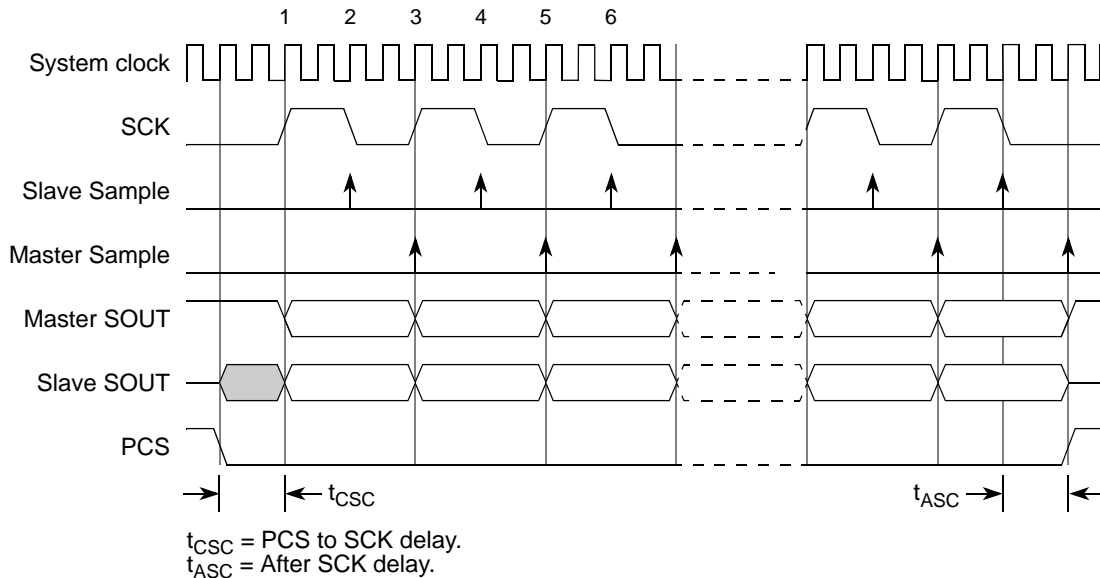 1 2 3 4 5 6
System clock
SCK
Slave Sample
Master Sample
Master SOUT
Slave SOUT
PCS
tCSC tASC
tCSC = PCS to SCK delay.
tASC = After SCK delay.